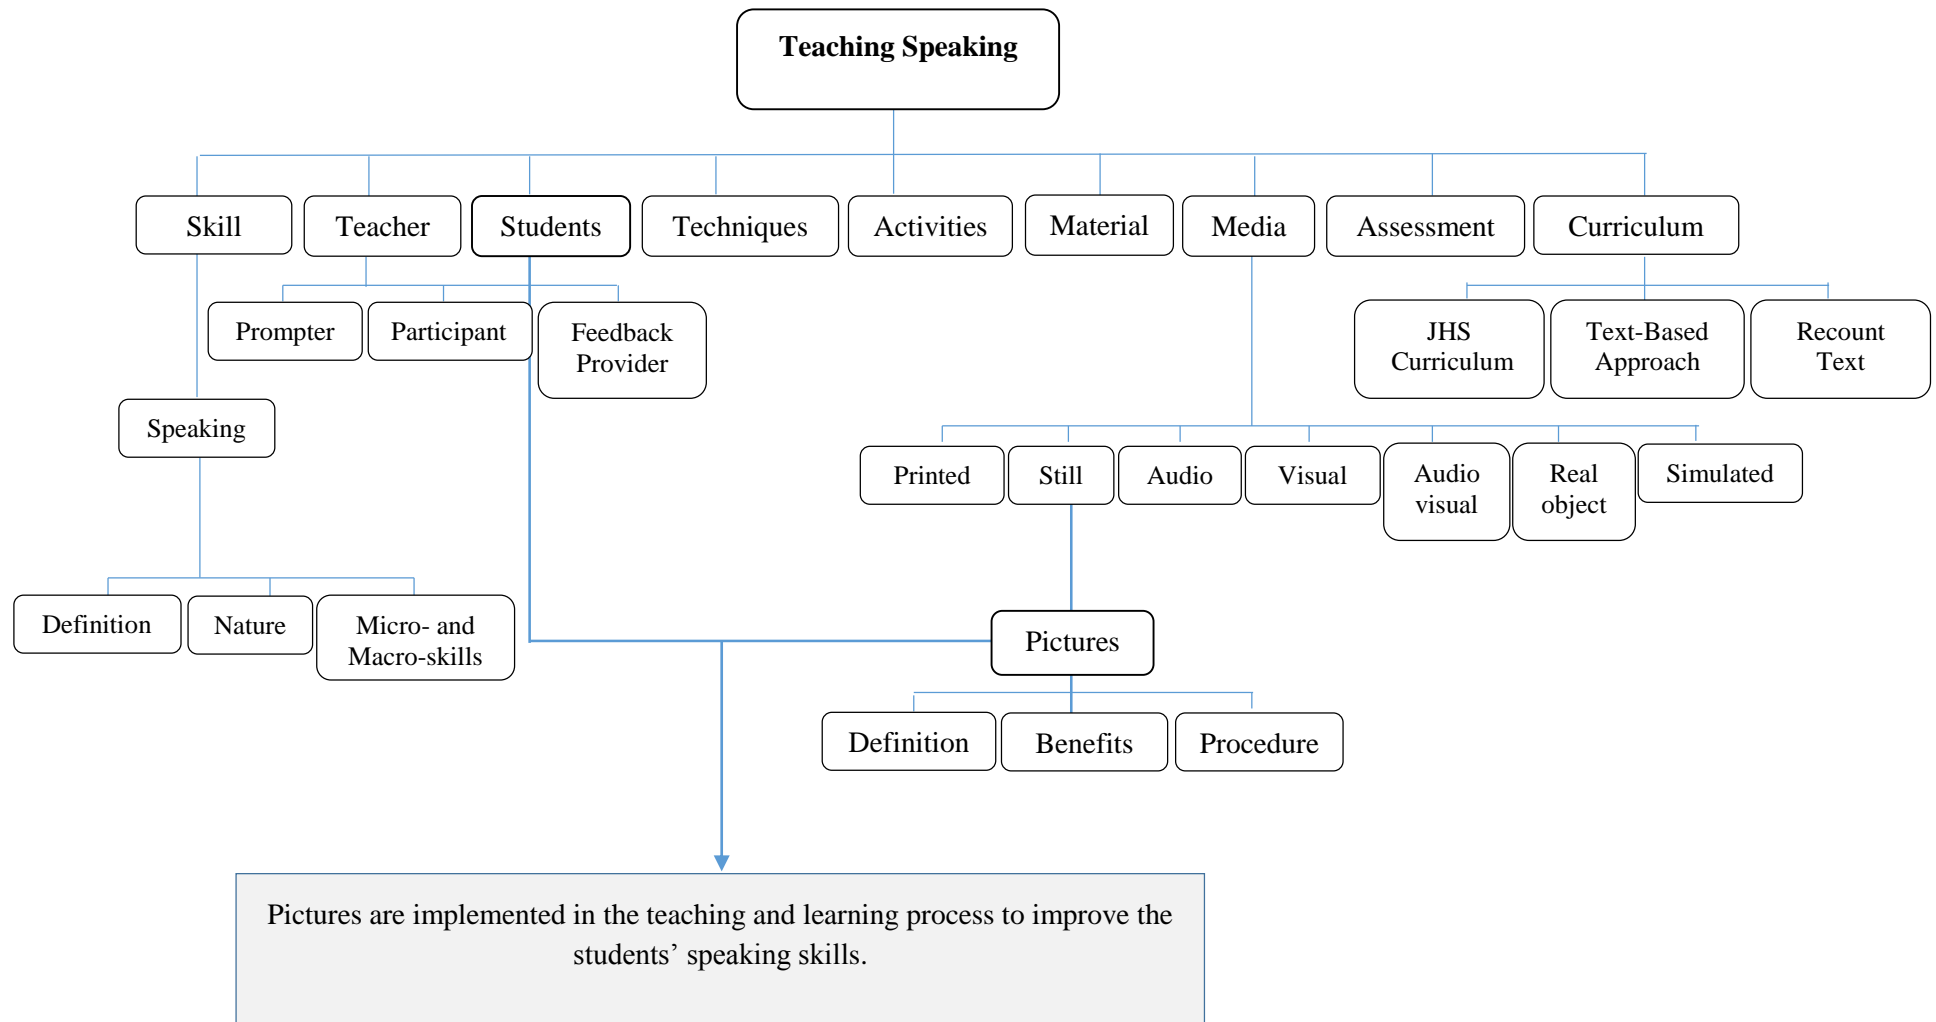 Teaching Speaking
Skill
Teacher
Students
Techniques
Activities
Material
Media
Assessment
Curriculum
Prompter
Participant
Feedback
Provider
JHS
Curriculum
Text-Based
Approach
Recount
Text
Speaking
Printed
Still
Audio
Visual
Audio
visual
Real
object
Simulated
Definition
Nature
Micro- and
Macro-skills
Pictures
Definition
Benefits
Procedure
Pictures are implemented in the teaching and learning process to improve the
students’ speaking skills.